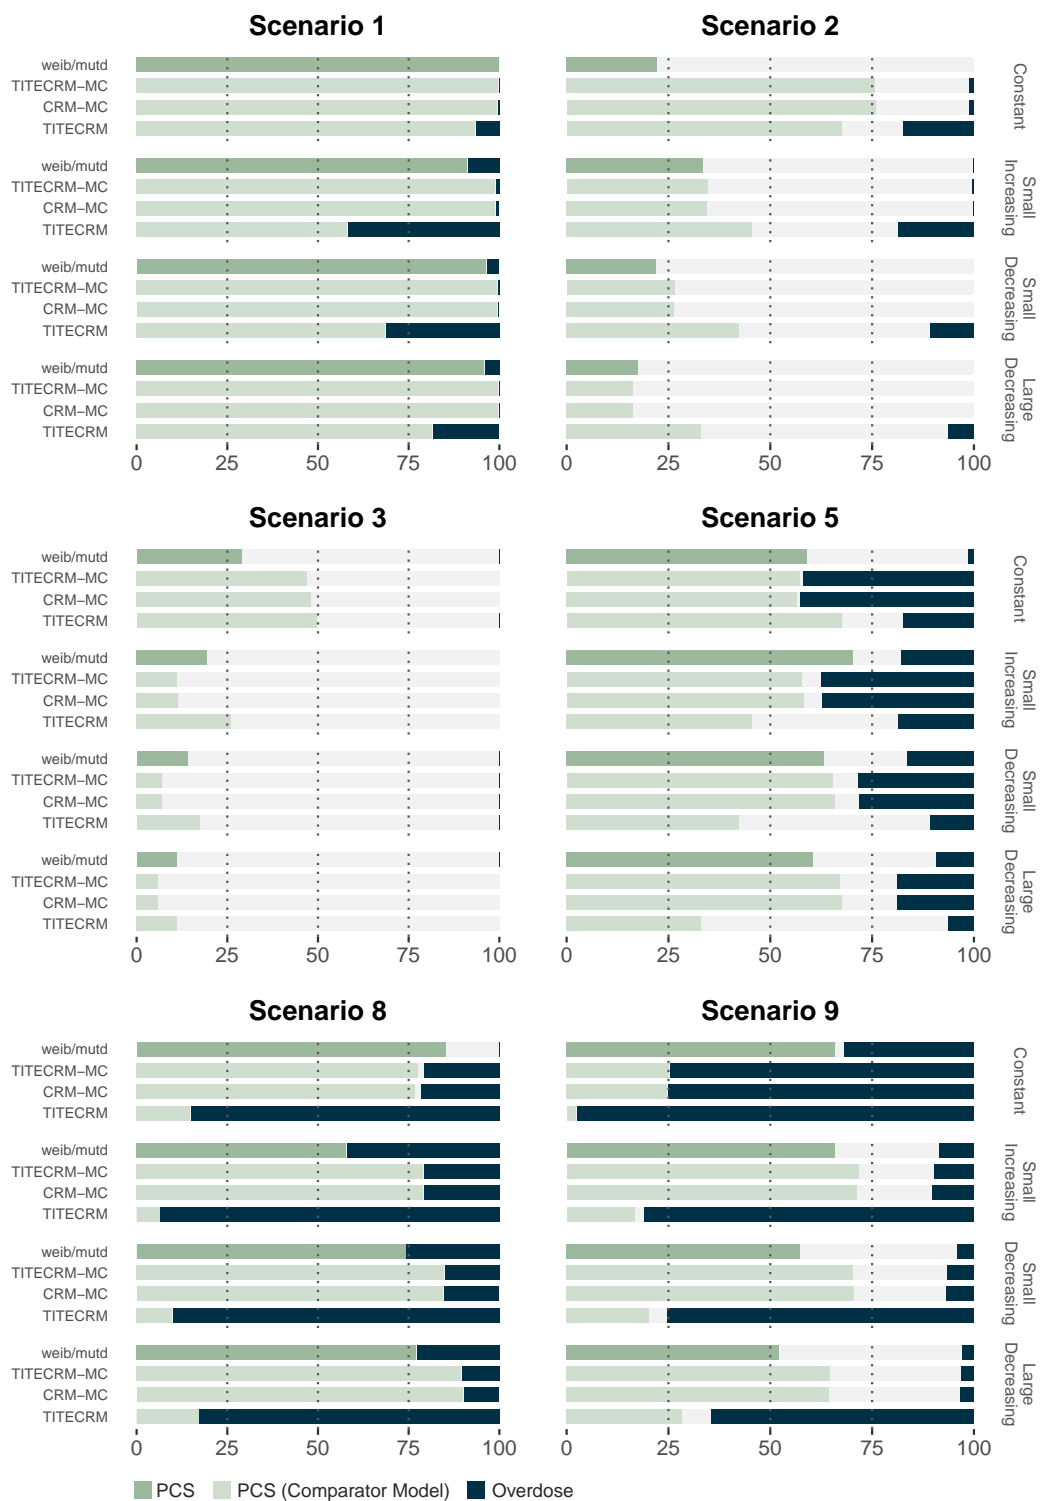 Scenario 1
Scenario 2
weib/mutd
TITECRM−MC
CRM−MC
TITECRM
Constant
weib/mutd
TITECRM−MC
CRM−MC
TITECRM
Small
Increasing
weib/mutd
TITECRM−MC
CRM−MC
TITECRM
Small
Decreasing
weib/mutd
TITECRM−MC
CRM−MC
TITECRM
Large
Decreasing
0 25 50 75 100
0 25 50 75 100
Scenario 3
Scenario 5
weib/mutd
TITECRM−MC
CRM−MC
TITECRM
Constant
weib/mutd
TITECRM−MC
CRM−MC
TITECRM
Small
Increasing
weib/mutd
TITECRM−MC
CRM−MC
TITECRM
Small
Decreasing
weib/mutd
TITECRM−MC
CRM−MC
TITECRM
Large
Decreasing
0 25 50 75 100
0 25 50 75 100
Scenario 8
Scenario 9
weib/mutd
TITECRM−MC
CRM−MC
TITECRM
Constant
weib/mutd
TITECRM−MC
CRM−MC
TITECRM
Small
Increasing
weib/mutd
TITECRM−MC
CRM−MC
TITECRM
Small
Decreasing
weib/mutd
TITECRM−MC
CRM−MC
TITECRM
Large
Decreasing
0 25 50 75 100
0 25 50 75 100
PCS PCS (Comparator Model) Overdose